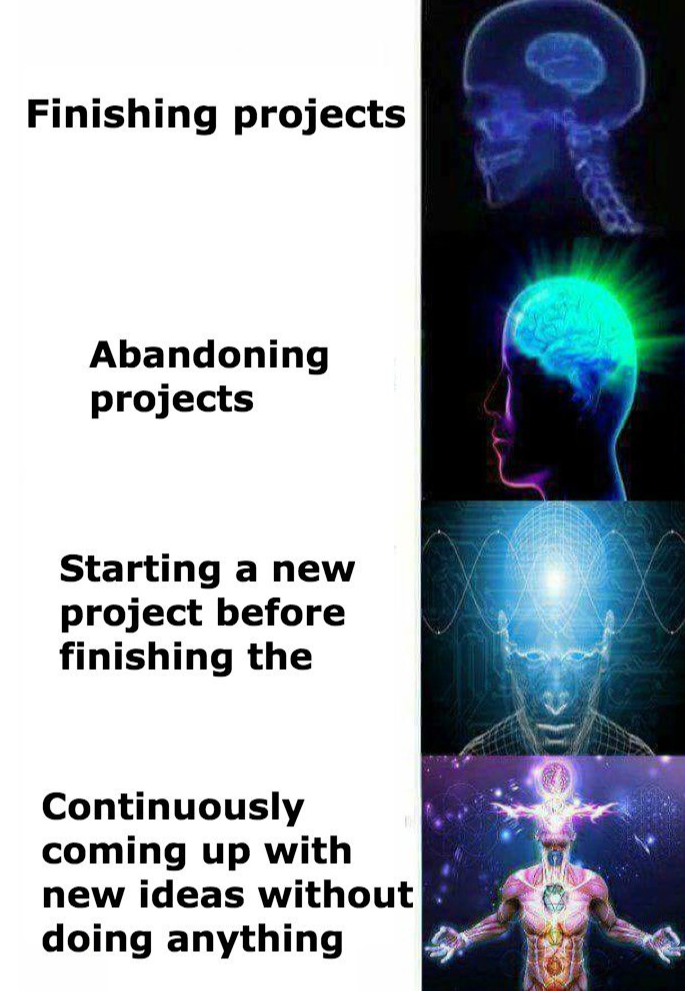 Finishing projects
Abandoning
projects
Starting a new
project before
finishing the
Continuously
coming up with
new ideas without
doing anything